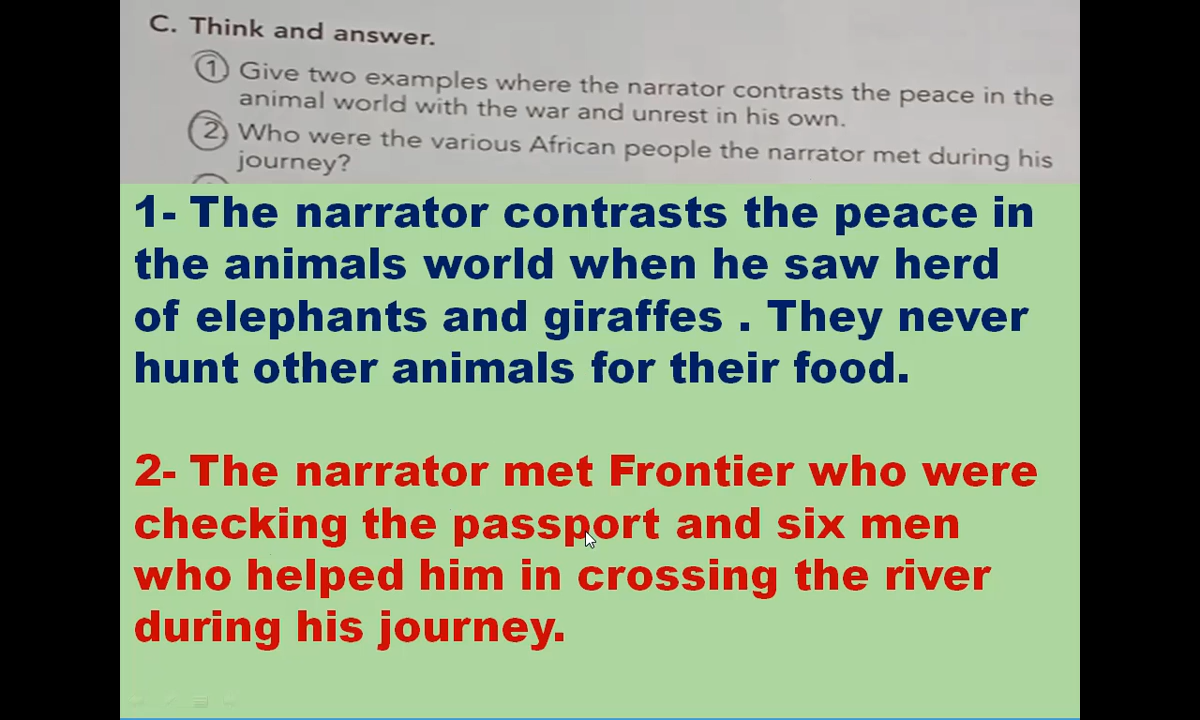 C. Think and answer.
1 Give two examples where the narrator contrasts the peace in the
animal world with the war and unrest in his own.
2. Who were the various African people the narrator met during his
journey?
1- The narrator contrasts the peace in
the animals world when he saw herd
of elephants and giraffes . They never
hunt other animals for their food.
2- The narrator met Frontier who were
checking the passport and six men
who helped him in crossing the river
during his journey.